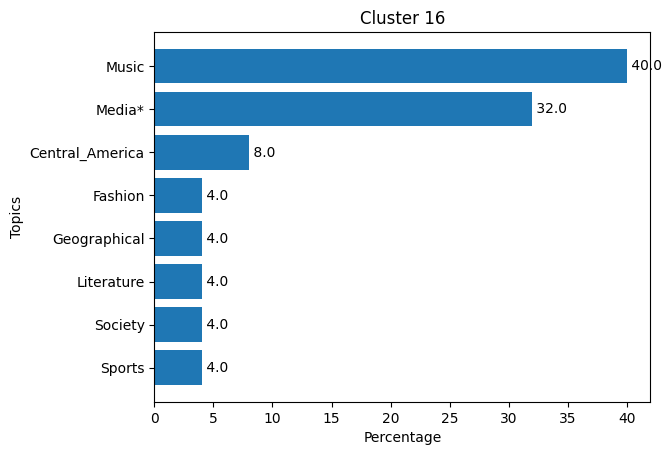 Cluster 16
Topics
Music 40.0
Media* 32.0
Central_America 8.0
Fashion 4.0
Geographical 4.0
Literature 4.0
Society 4.0
Sports 4.0
0 5 10 15 20 25 30 35 40
Percentage